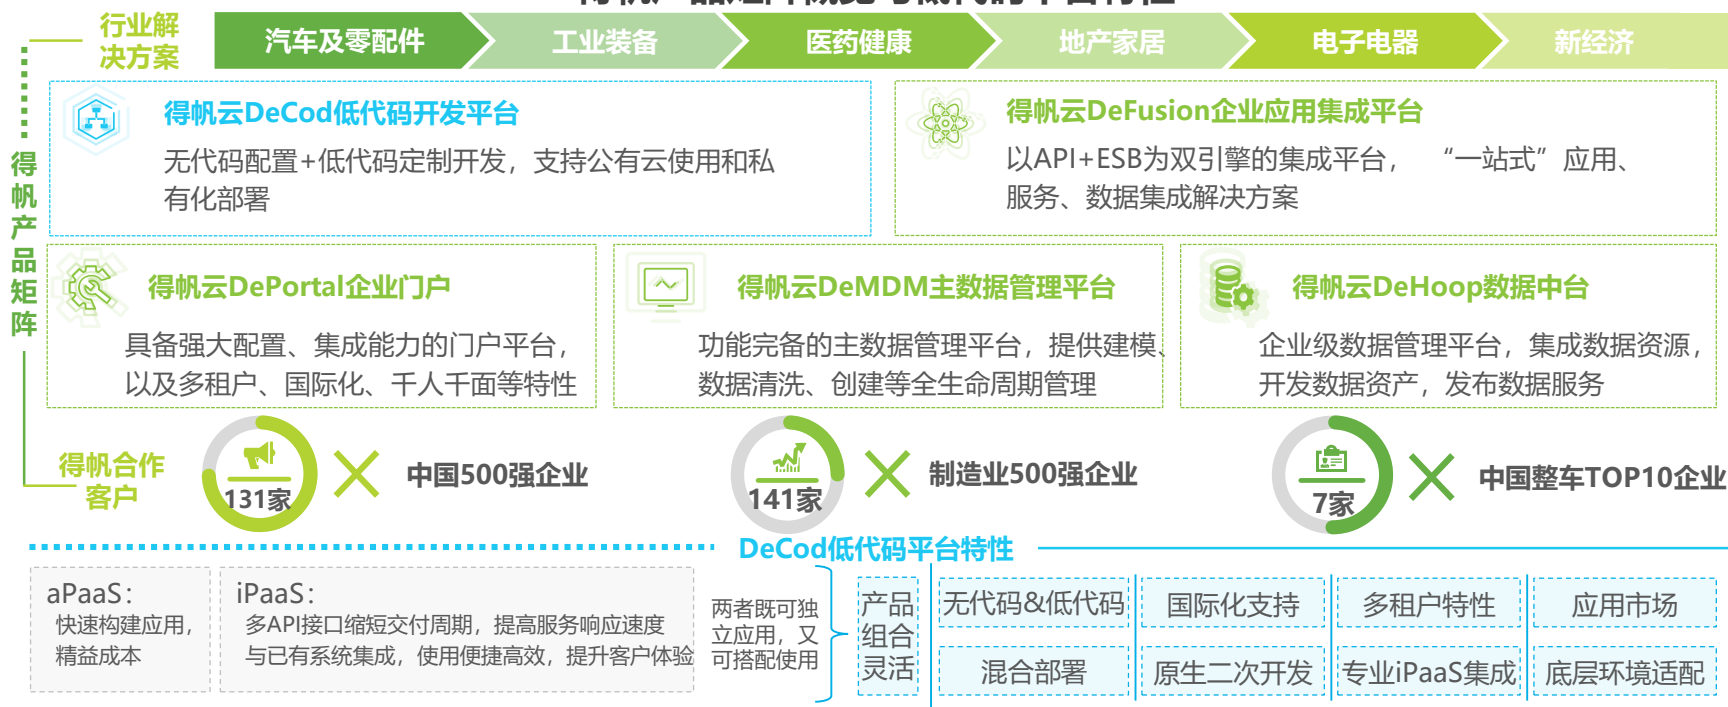 行业解
决方案
汽车及零配件
工业装备
医药健康
地产家居
电子电器
新经济
得帆产品矩阵
得帆云DeCod低代码开发平台
无代码配置+低代码定制开发，支持公有云使用和私
有化部署
得帆云DeFusion企业应用集成平台
以API+ESB为双引擎的集成平台，“一站式”应用、
服务、数据集成解决方案
得帆云DePortal企业门户
具备强大配置、集成能力的门户平台，
以及多租户、国际化、千人千面等特性
得帆云DeMDM主数据管理平台
功能完备的主数据管理平台，提供建模、
数据清洗、创建等全生命周期管理
得帆云DeHoop数据中台
企业级数据管理平台，集成数据资源，
开发数据资产，发布数据服务
得帆合作
客户
131家
中国500强企业
141家
制造业500强企业
7家
中国整车TOP10企业
DeCod低代码平台特性
aPaaS：
快速构建应用，
精益成本
iPaaS：
多API接口缩短交付周期，提高服务响应速度
与已有系统集成，使用便捷高效，提升客户体验
两者既可独
立应用，又
可搭配使用
产品
组合
灵活
无代码&低代码
国际化支持
多租户特性
应用市场
混合部署
原生二次开发
专业iPaaS集成
底层环境适配